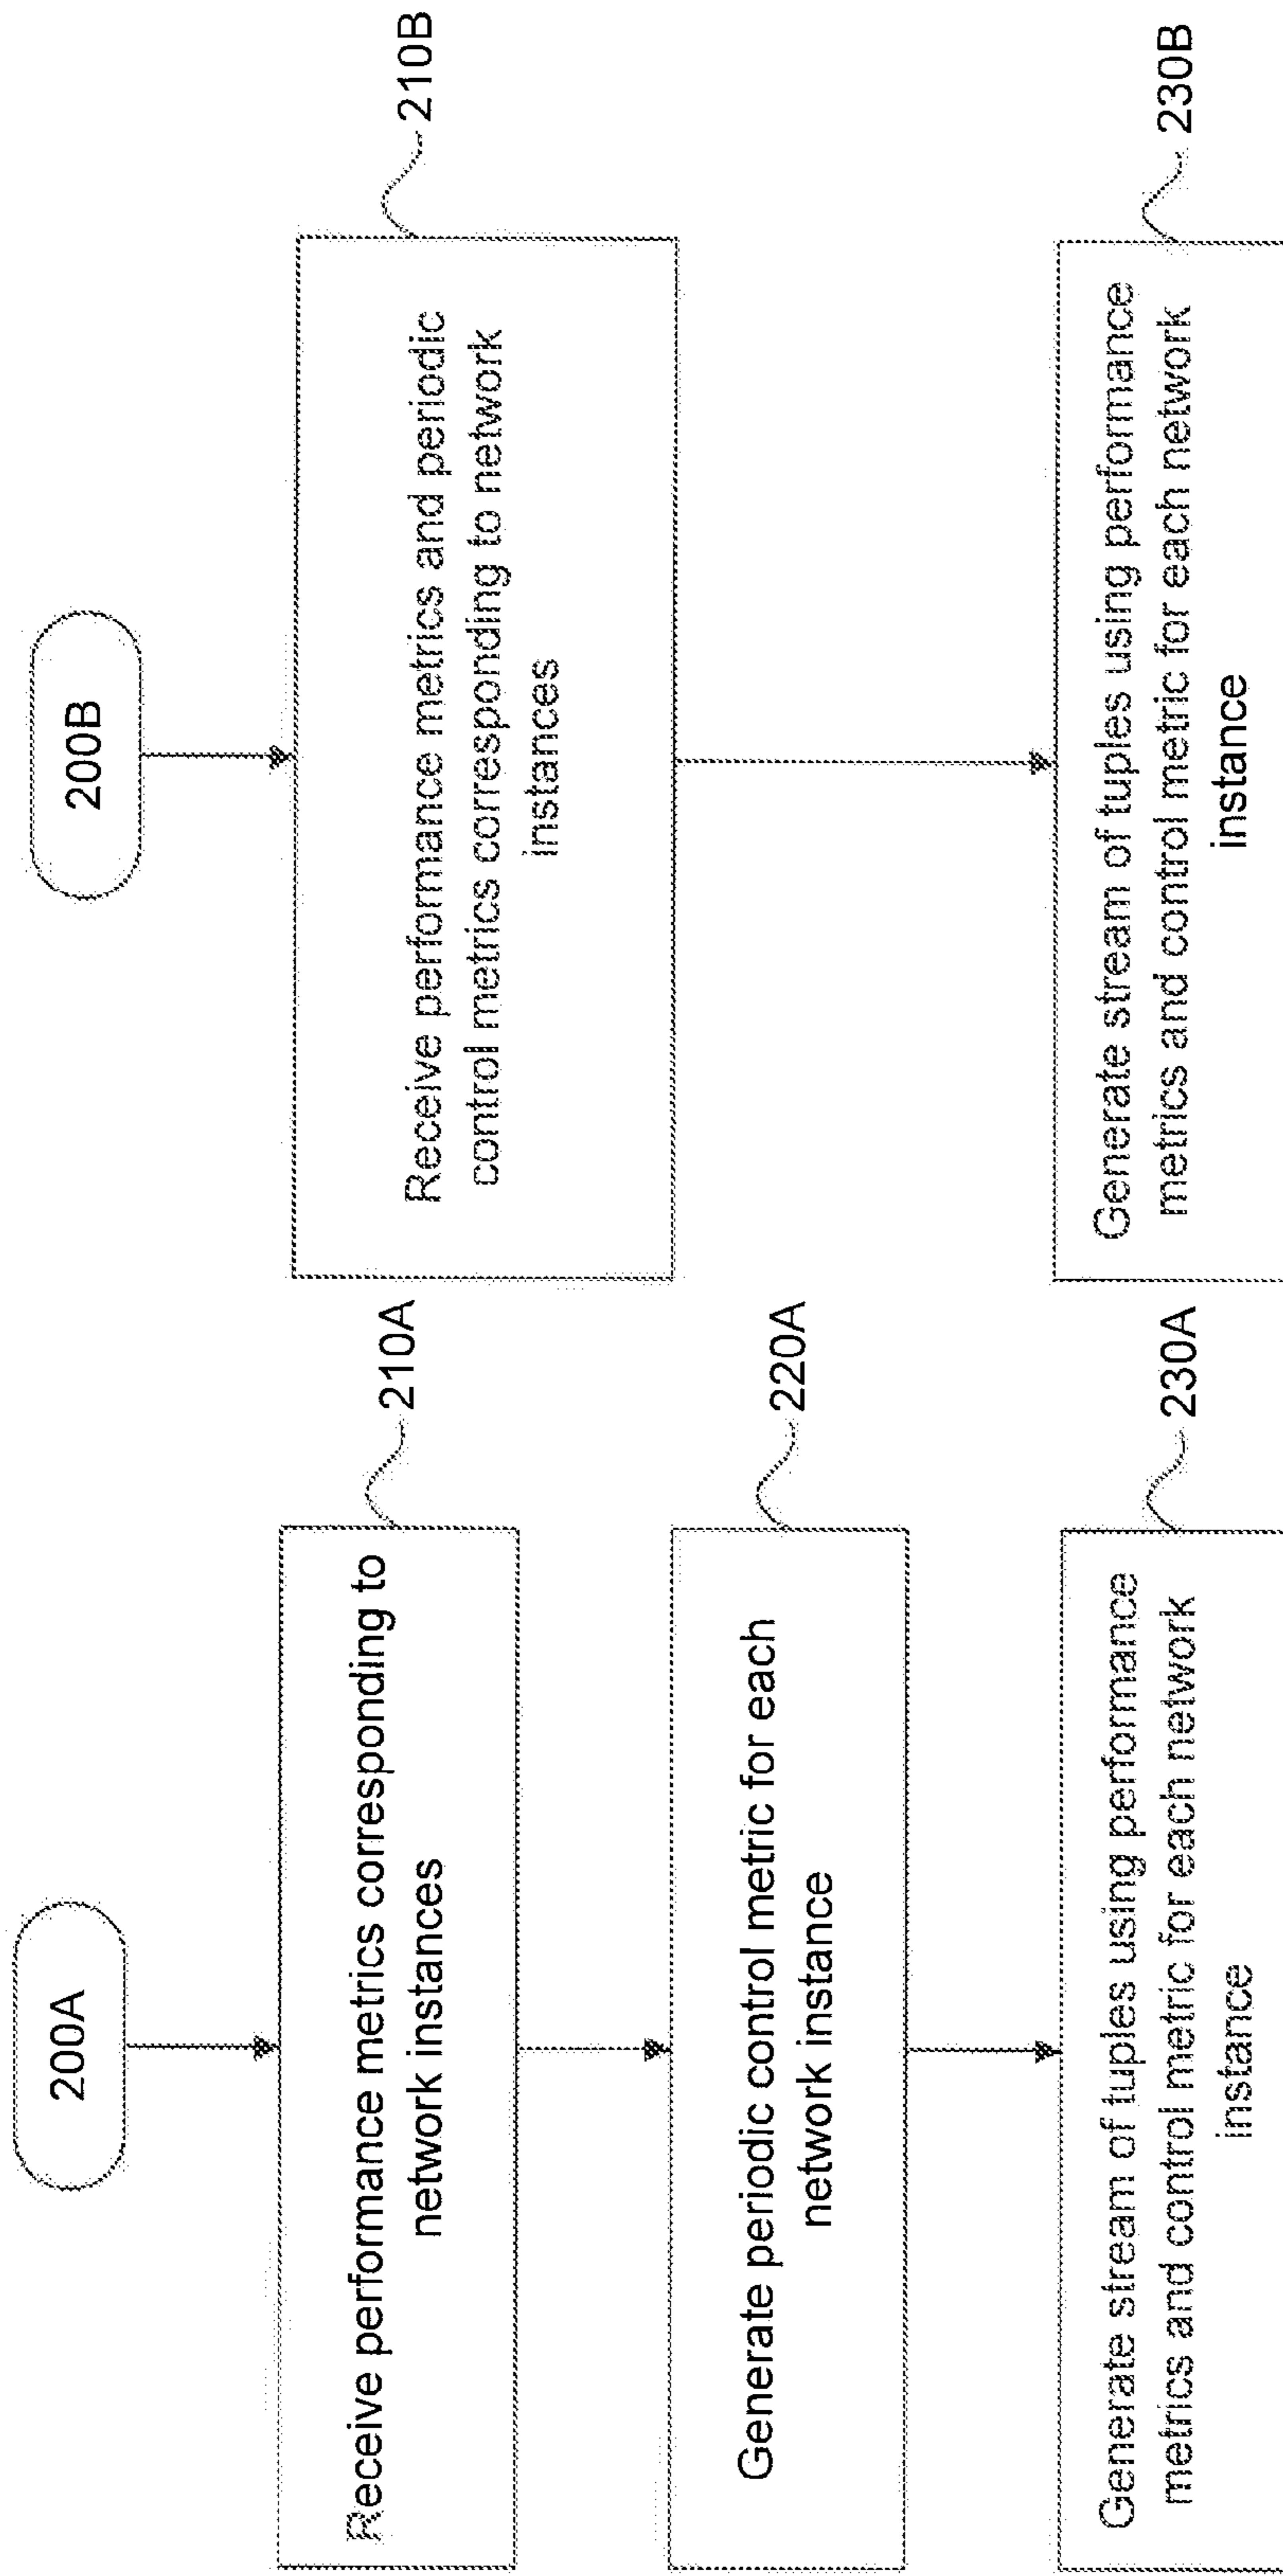 200A
Receive performance metrics corresponding to
network instances
210A
Generate periodic control metric for each
network instance
220A
Generate stream of tuples using performance
metrics and control metric for each network
instance
230A
200B
Receive performance metrics and periodic
control metrics corresponding to network
instances
210B
Generate stream of tuples using performance
metrics and control metric for each network
instance
230B